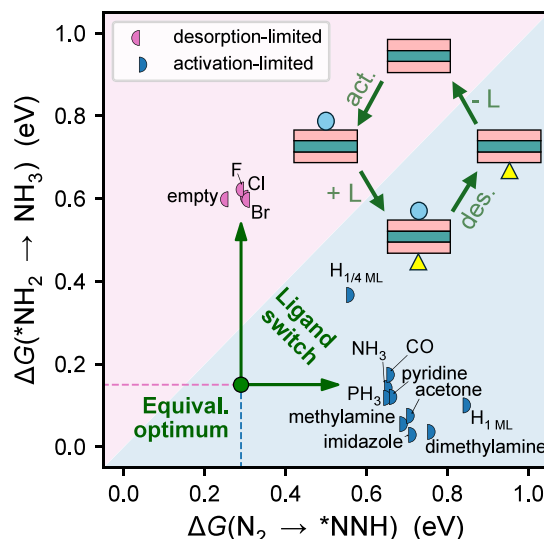 desorption-limited
activation-limited
1.0
0.8
0.6
0.4
0.2
0.0
ΔG(*NH₂ → NH₃) (eV)
act.
- L
+ L
des.
F
Cl
empty
Br
H₁/₄ ML
Ligand
switch
NH₃
CO
pyridine
PH₃
acetone
methylamine
H₁ ML
imidazole
dimethylamine
Equival.
optimum
0.0
0.2
0.4
0.6
0.8
1.0
ΔG(N₂ → *NNH) (eV)